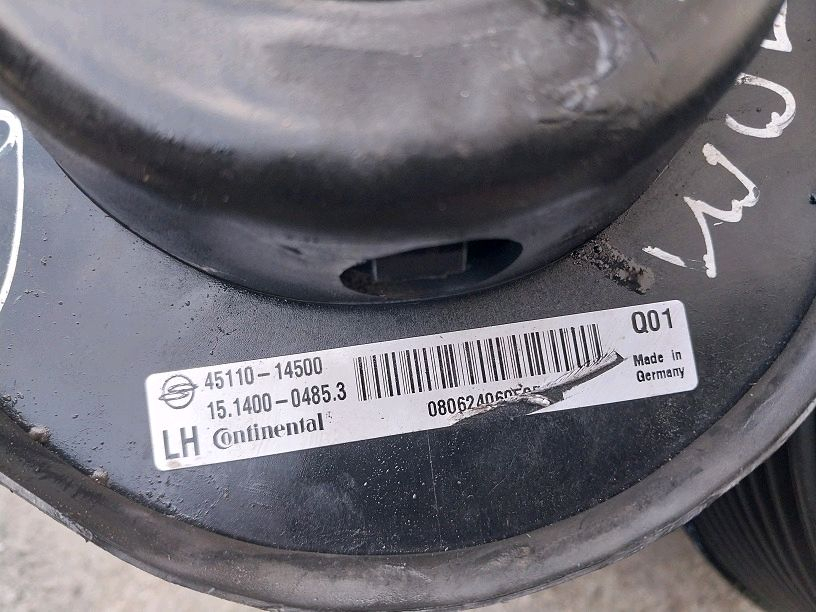 45110-14500
15.1400-0485.3
LH Continental
Q01
Made in
Germany